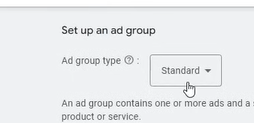 Set up an ad group
Ad group type ? :
Standard
An ad group contains one or more ads and a
product or service.